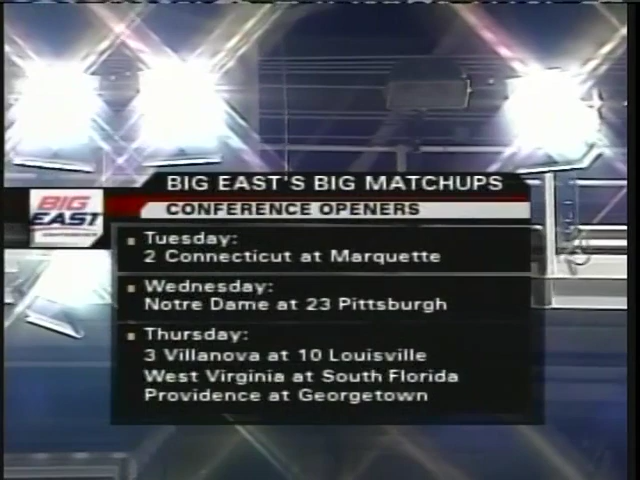 BIG EAST'S BIG MATCHUPS
BIG
EAST
CONFERENCE OPENERS
Tuesday:
2 Connecticut at Marquette
Wednesday:
Notre Dame at 23 Pittsburgh
Thursday:
3 Villanova at 10 Louisville
West Virginia at South Florida
Providence at Georgetown